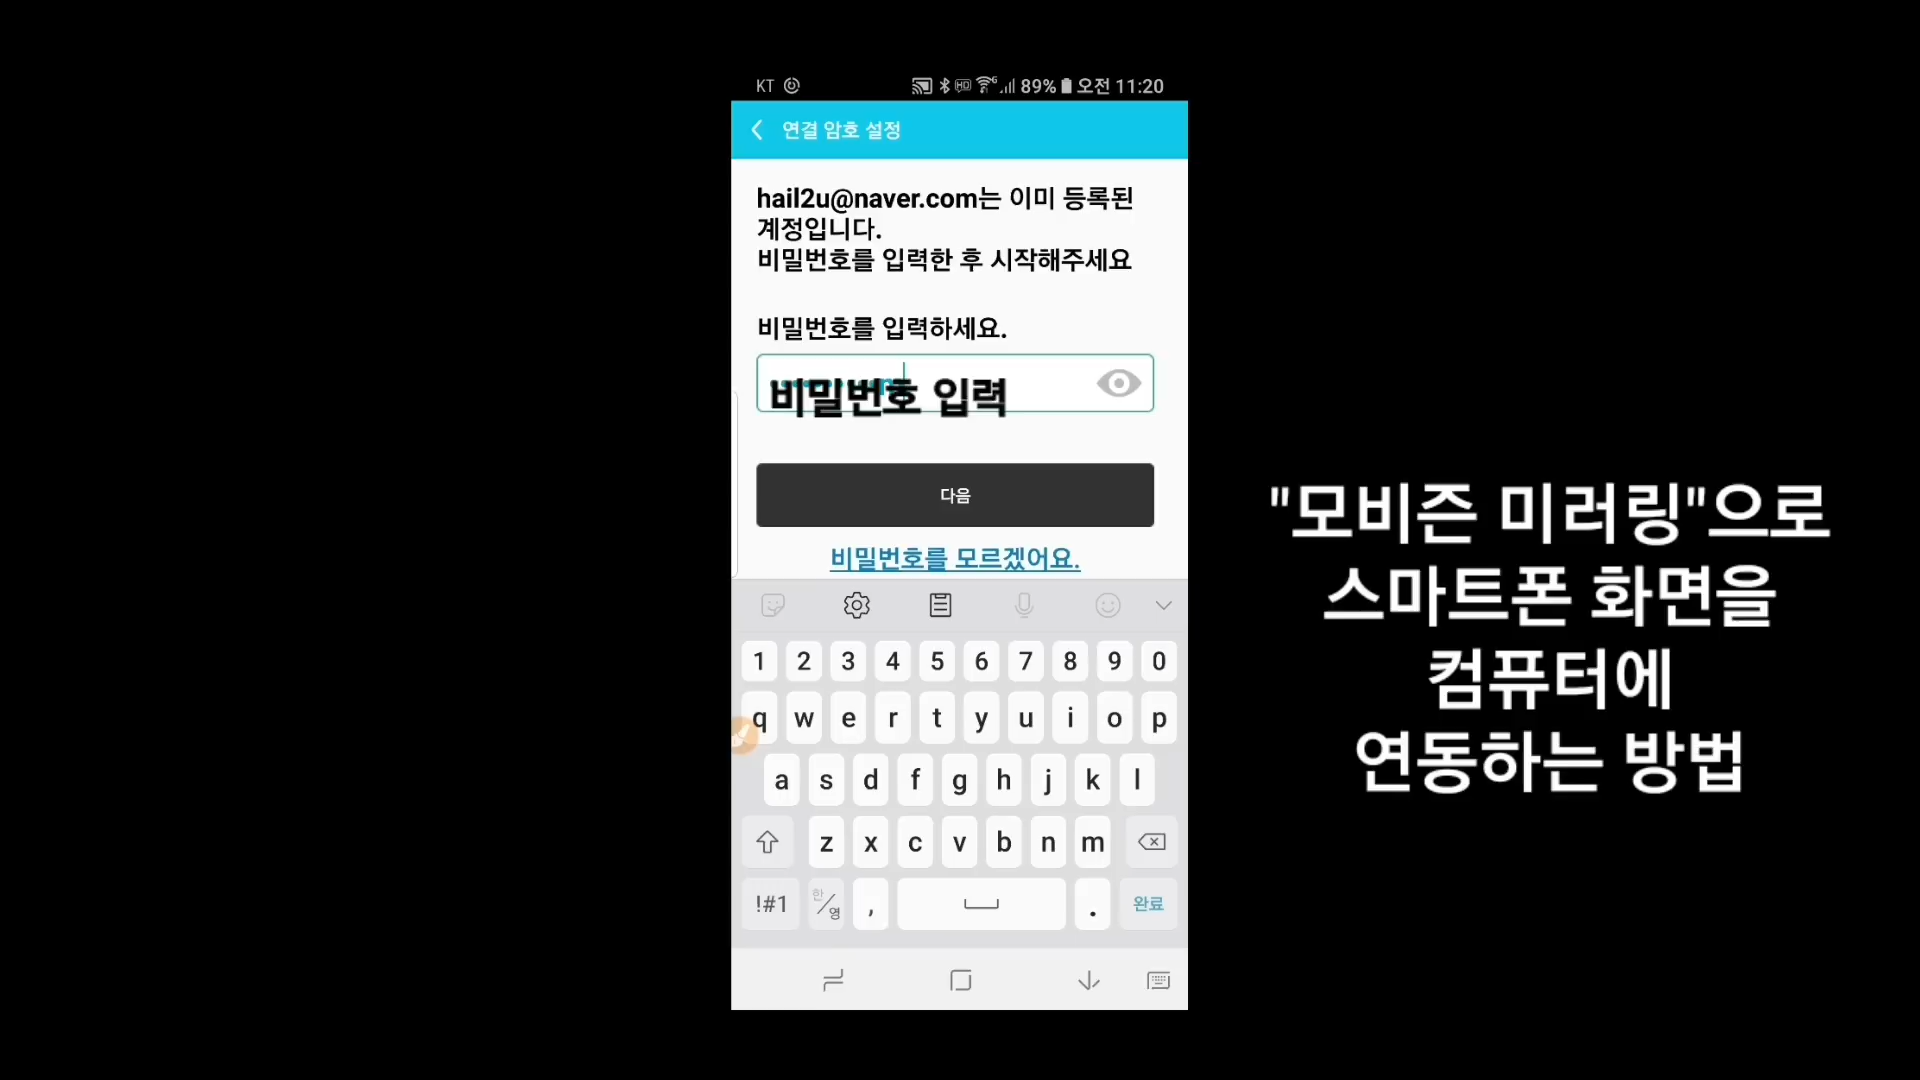 KT HD 6 89% 오전 11:20
연결 암호 설정
hail2u@naver.com는 이미 등록된
계정입니다.
비밀번호를 입력한 후 시작해주세요
비밀번호를 입력하세요.
비밀번호 입력
다음
비밀번호를 모르겠어요.
1 2 3 4 5 6 7 8 9 0
q w e r t y u i o p
a s d f g h j k l
z x c v b n m
!#1 한/영 , . 완료
"모비즌 미러링"으로
스마트폰 화면을
컴퓨터에
연동하는 방법